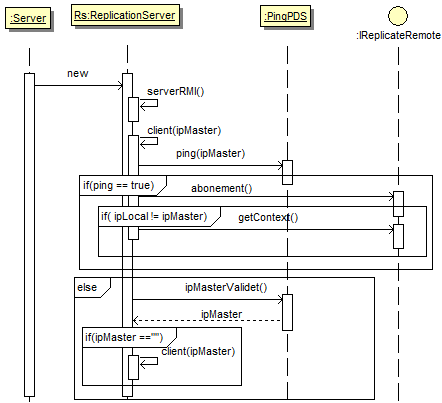 :Server
Rs:ReplicationServer
:PingPDS
:IReplicateRemote
new
serverRMI()
client(ipMaster)
ping(ipMaster)
if(ping == true)
abonement()
if( ipLocal != ipMaster)
getContext()
else
ipMasterValidet()
ipMaster
if(ipMaster =="")
client(ipMaster)